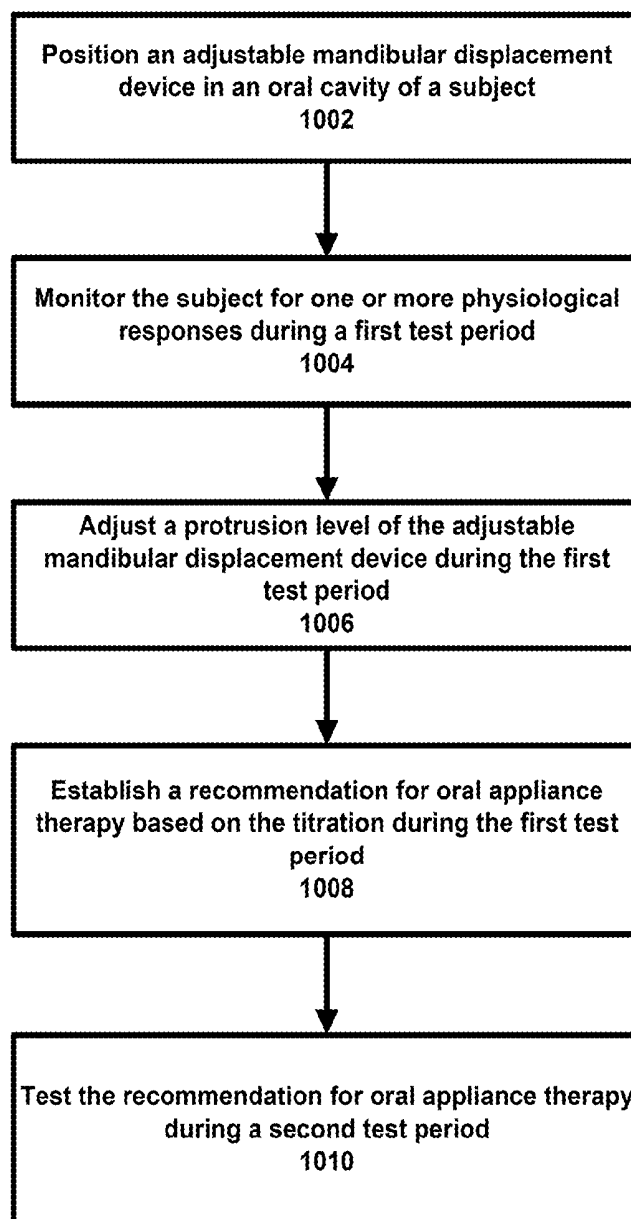 Position an adjustable mandibular displacement
device in an oral cavity of a subject
1002
Monitor the subject for one or more physiological
responses during a first test period
1004
Adjust a protrusion level of the adjustable
mandibular displacement device during the first
test period
1006
Establish a recommendation for oral appliance
therapy based on the titration during the first test
period
1008
Test the recommendation for oral appliance therapy
during a second test period
1010